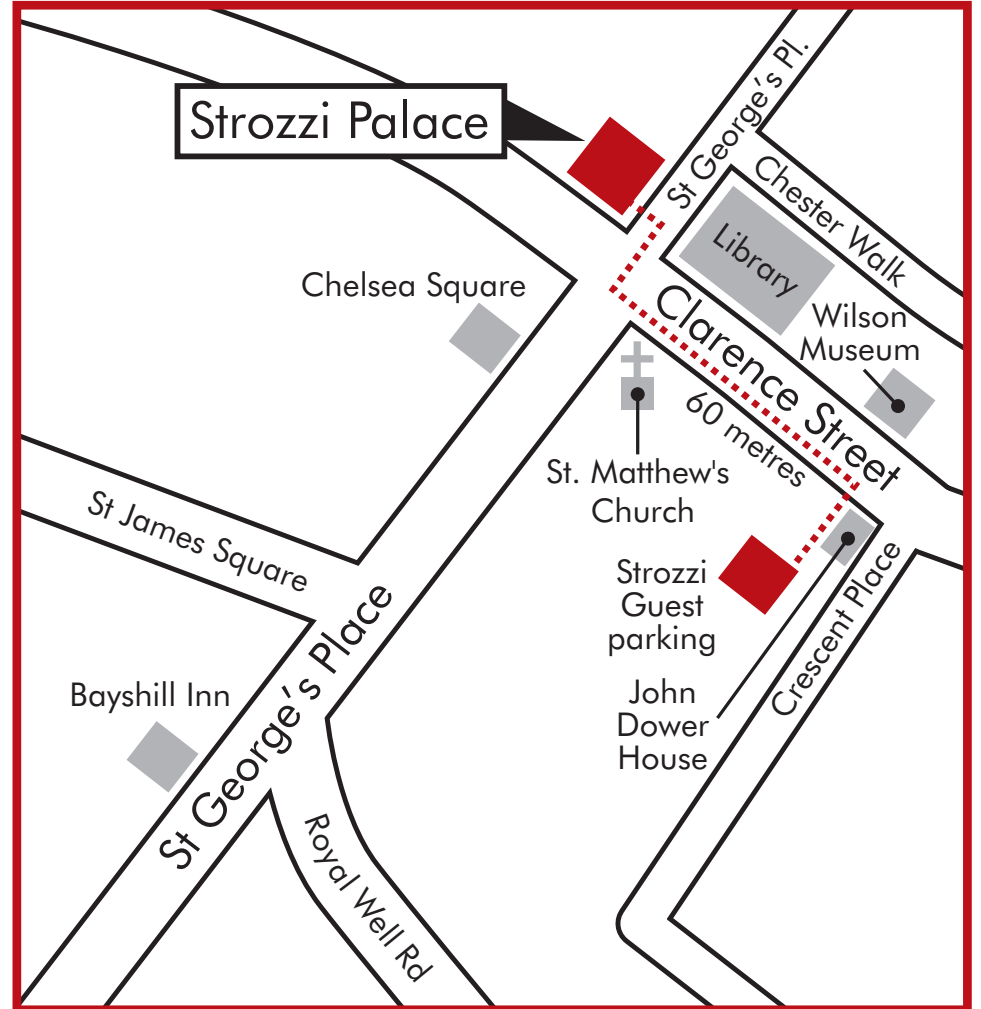 St George's Pl.
Strozzi Palace
Chester Walk
Library
Chelsea Square
Wilson
Museum
Clarence Street
60 metres
St. Matthew's
Church
St James Square
Strozzi
Guest
parking
Crescent Place
St George's Place
Bayshill Inn
John
Dower
House
Royal Well Rd